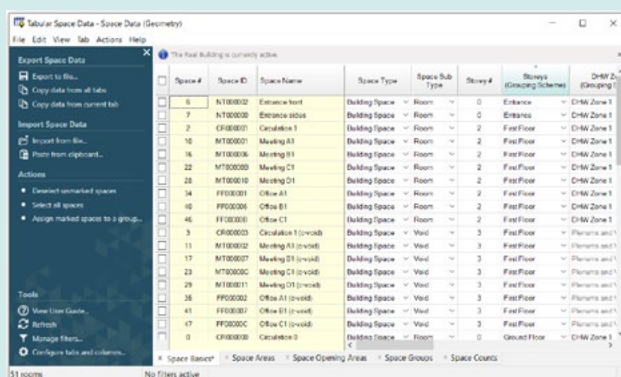 Tabular Space Data - Space Data (Geometry)
File Edit View Tab Actions Help
Export Space Data
Export to file...
Copy data from all tabs
Copy data from current tab
Import Space Data
Import from file...
Paste from clipboard...
Actions
Deselect unmarked spaces
Select all spaces
Assign marked spaces to a group...
Tools
View User Guide...
Refresh
Manage filters...
Configure tabs and columns...
The Real Building is currently active.
Space # Space ID Space Name Space Type Space Sub Type Storey # Storeys (Grouping Schemes) DHW (Grouping
6 NT000002 Entrance front Building Space Room 0 Entrance DHW Zone 1
7 NT000000 Entrance Building Space Room 0 Entrance DHW Zone 1
2 CR000001 Circulation 1 Building Space Room 2 First Floor DHW Zone 1
10 MT000001 Meeting A1 Building Space Room 2 First Floor DHW Zone 1
16 MT000006 Meeting B1 Building Space Room 2 First Floor DHW Zone 1
22 Meeting C1 Building Space Room 2 First Floor DHW Zone 1
28 MT000010 Meeting D1 Building Space Room 2 First Floor DHW Zone 1
34 FF000001 Office A1 Building Space Room 2 First Floor DHW Zone 1
40 FF000006 Office B1 Building Space Room 2 First Floor DHW Zone 1
46 Office C1 Building Space Room 2 First Floor DHW Zone 1
3 CR000003 Circulation 1 (c-void) Building Space Void 3 First Floor Plenums and
11 MT000002 Meeting A1 (c-void) Building Space Void 3 First Floor Plenums and
17 MT000007 Meeting B1 (c-void) Building Space Void 3 First Floor Plenums and
23 Meeting C1 (c-void) Building Space Void 3 First Floor Plenums and
29 MT000011 Meeting D1 (c-void) Building Space Void 3 First Floor Plenums and
35 FF000002 Office A1 (c-void) Building Space Void 3 First Floor Plenums and
41 FF000007 Office B1 (c-void) Building Space Void 3 First Floor Plenums and
47 FF00000C Office C1 (c-void) Building Space Void 3 First Floor Plenums and
0 CR000000 Circulation 0 Building Space Room 0 Ground Floor DHW Zone 1
Space Basics* Space Areas Space Opening Areas Space Groups Space Counts
51 rooms No filters active